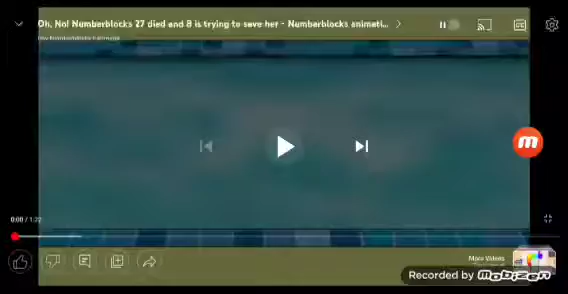 Oh, No! Numberblocks 27 died and 8 is trying to save her - Numberblocks animati...
0:00 / 1:22
More Videos
Recorded by mobizen